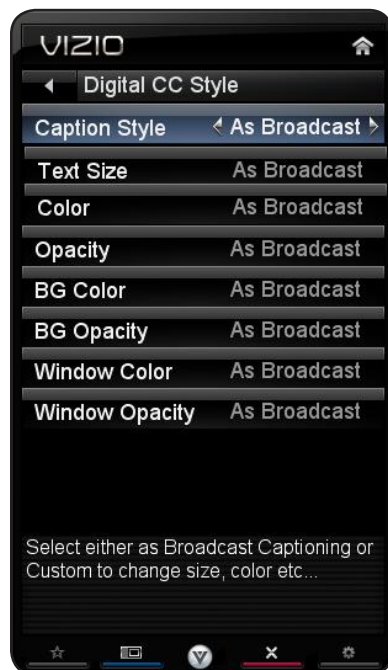 VIZIO
Digital CC Style
Caption Style As Broadcast
Text Size As Broadcast
Color As Broadcast
Opacity As Broadcast
BG Color As Broadcast
BG Opacity As Broadcast
Window Color As Broadcast
Window Opacity As Broadcast
Select either as Broadcast Captioning or
Custom to change size, color etc...
V